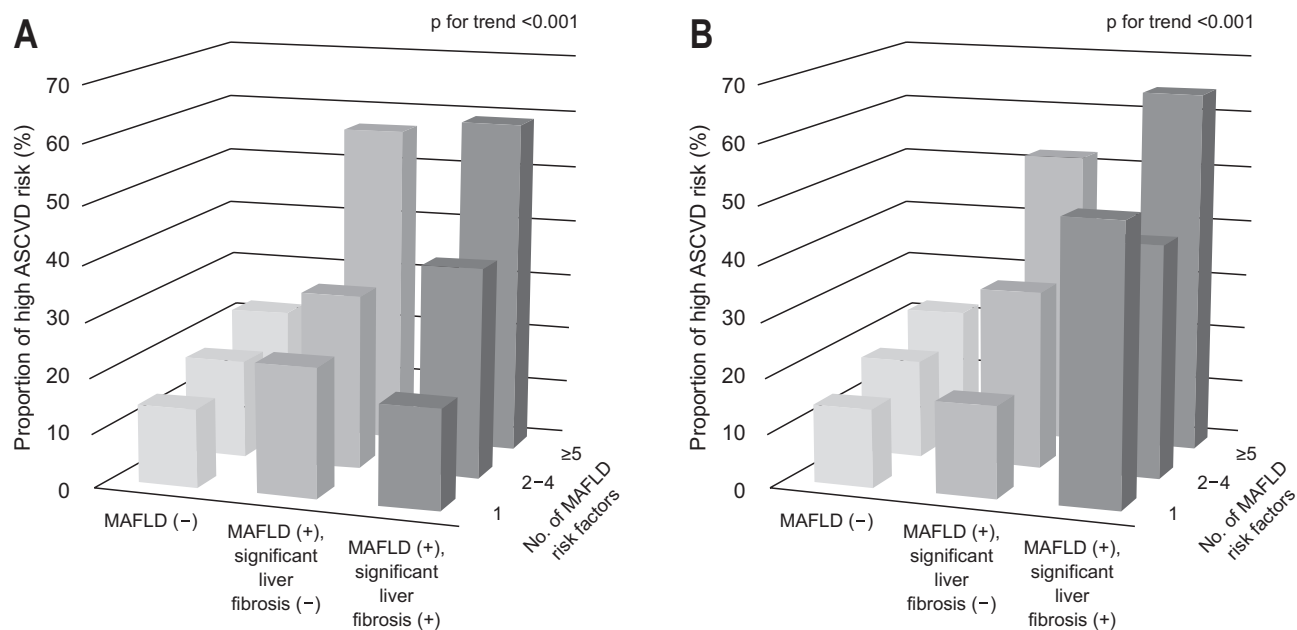 A
p for trend <0.001
Proportion of high ASCVD risk (%)
70
60
50
40
30
20
10
0
MAFLD (−)
MAFLD (+),
significant
liver
fibrosis (−)
MAFLD (+),
significant
liver
fibrosis (+)
1
2−4
≥5
No. of MAFLD
risk factors
B
p for trend <0.001
Proportion of high ASCVD risk (%)
70
60
50
40
30
20
10
0
MAFLD (−)
MAFLD (+),
significant
liver
fibrosis (−)
MAFLD (+),
significant
liver
fibrosis (+)
1
2−4
≥5
No. of MAFLD
risk factors